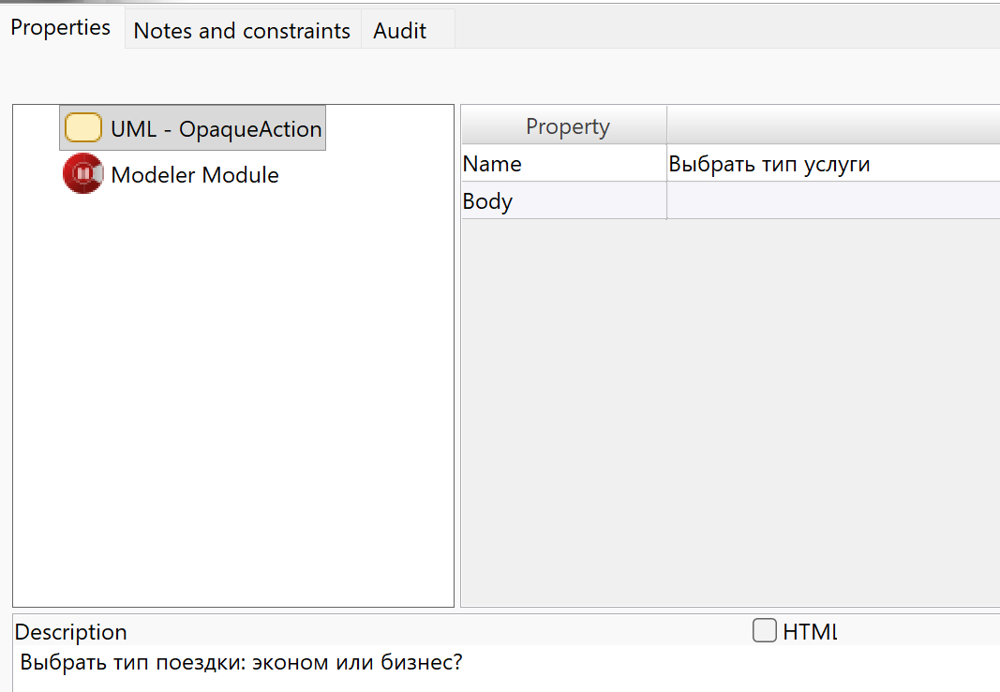 Properties
Notes and constraints
Audit
UML - OpaqueAction
Modeler Module
Property
Name
Выбрать тип услуги
Body
Description
HTML
Выбрать тип поездки: эконом или бизнес?